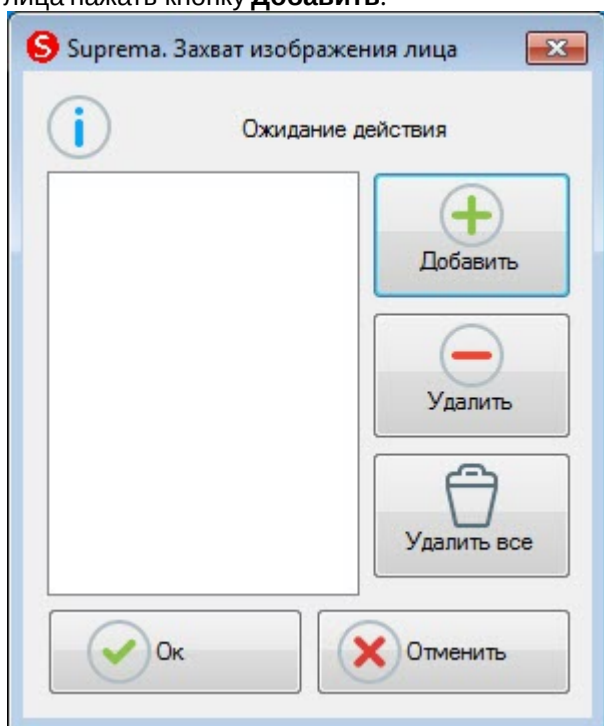 лица нажать кнопку Добавить.
Suprema. Захват изображения лица
Ожидание действия
Добавить
Удалить
Удалить все
Ок
Отменить